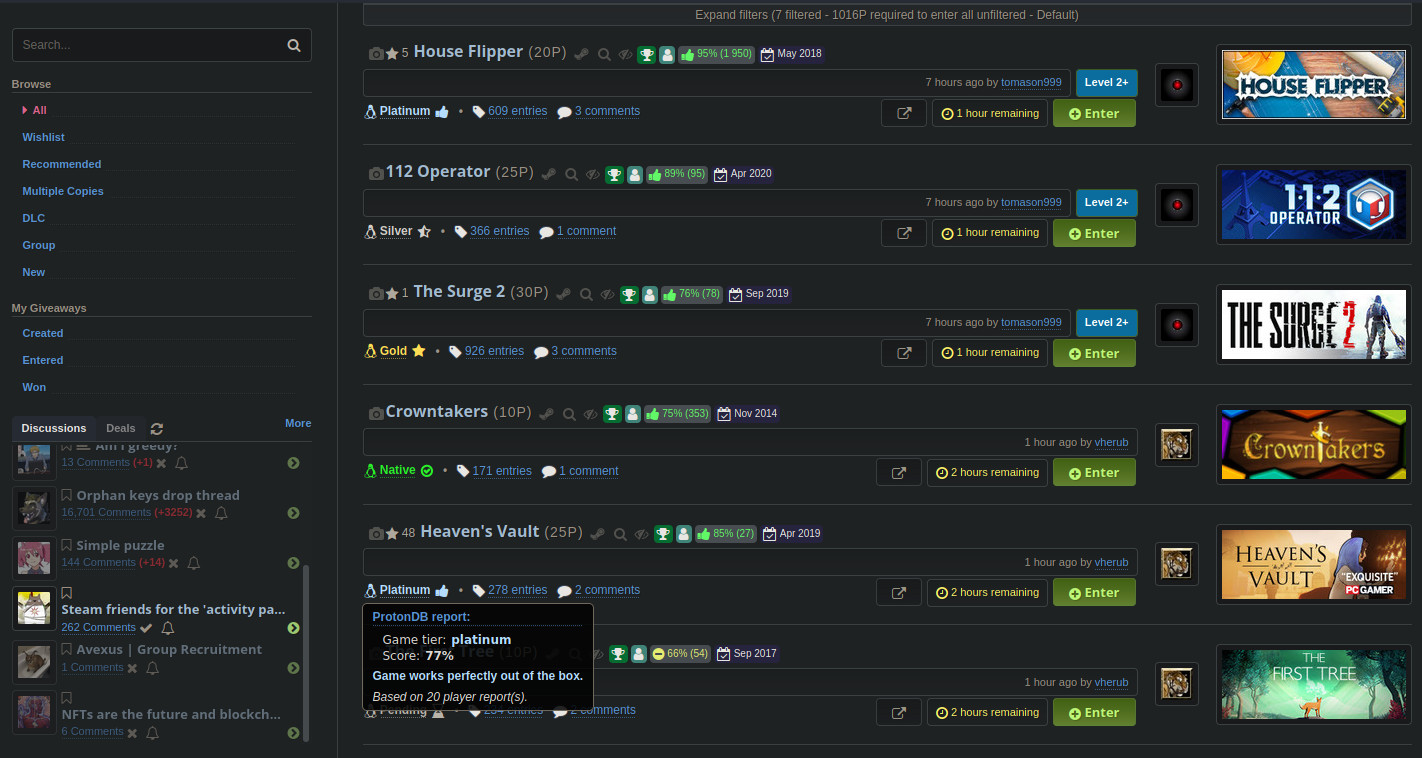 Expand filters (7 filtered - 1016P required to enter all unfiltered - Default)
Search...
Browse
All
Wishlist
Recommended
Multiple Copies
DLC
Group
New
My Giveaways
Created
Entered
Won
Discussions Deals More
Am I greedy?
13 Comments (+1)
Orphan keys drop thread
16,701 Comments (+3252)
Simple puzzle
144 Comments (+14)
Steam friends for the 'activity pa...
262 Comments
Avexus | Group Recruitment
1 Comments
NFTs are the future and blockch...
6 Comments
5 House Flipper (20P) 95% (1 950) May 2018
7 hours ago by tomason999 Level 2+
Platinum • 609 entries 3 comments 1 hour remaining Enter
HOUSE FLIPPER
112 Operator (25P) 89% (95) Apr 2020
7 hours ago by tomason999 Level 2+
Silver • 366 entries 1 comment 1 hour remaining Enter
1·1·2
OPERATOR
1 The Surge 2 (30P) 76% (78) Sep 2019
7 hours ago by tomason999 Level 2+
Gold • 926 entries 3 comments 1 hour remaining Enter
THE SURGE 2
Crowntakers (10P) 75% (353) Nov 2014
1 hour ago by vherub
Native • 171 entries 1 comment 2 hours remaining Enter
CROWNTAKERS
48 Heaven's Vault (25P) 85% (27) Apr 2019
1 hour ago by vherub
Platinum • 278 entries 2 comments 2 hours remaining Enter
HEAVEN'S
VAULT
"EXQUISITE"
PC GAMER
ProtonDB report:
Game tier: platinum
Score: 77%
Game works perfectly out of the box.
Based on 20 player report(s).
The First Tree (10P) 66% (54) Sep 2017
1 hour ago by vherub
Pending • 234 entries 2 comments 2 hours remaining Enter
THE
FIRST TREE